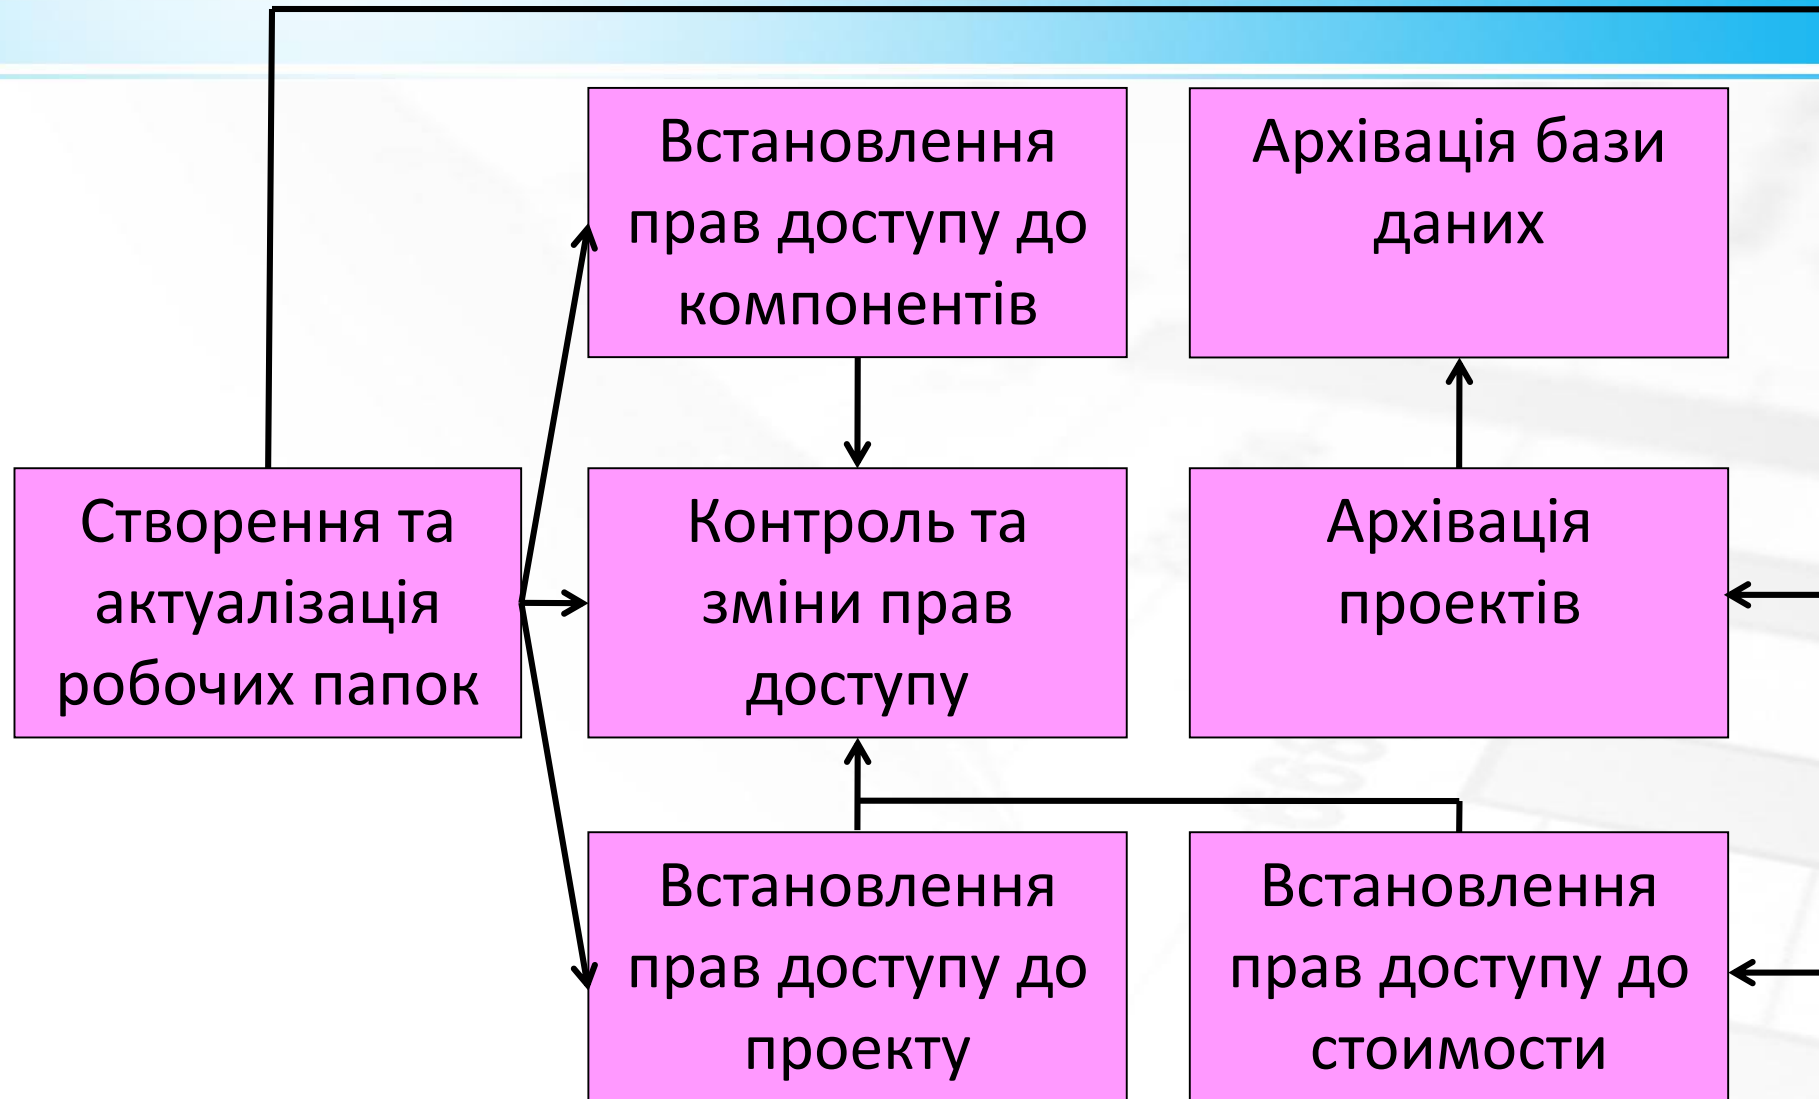 Встановлення
прав доступу до
компонентів
Архівація бази
даних
Створення та
актуалізація
робочих папок
Контроль та
зміни прав
доступу
Архівація
проектів
Встановлення
прав доступу до
проекту
Встановлення
прав доступу до
стоимости